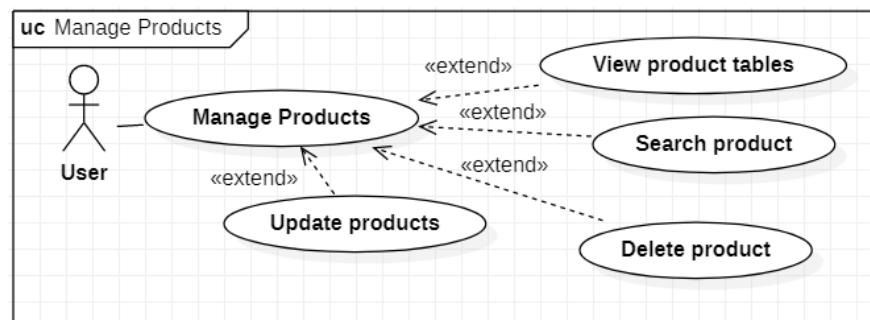 uc Manage Products
«extend»
View product tables
Manage Products
«extend»
Search product
User
«extend»
«extend»
Update products
Delete product